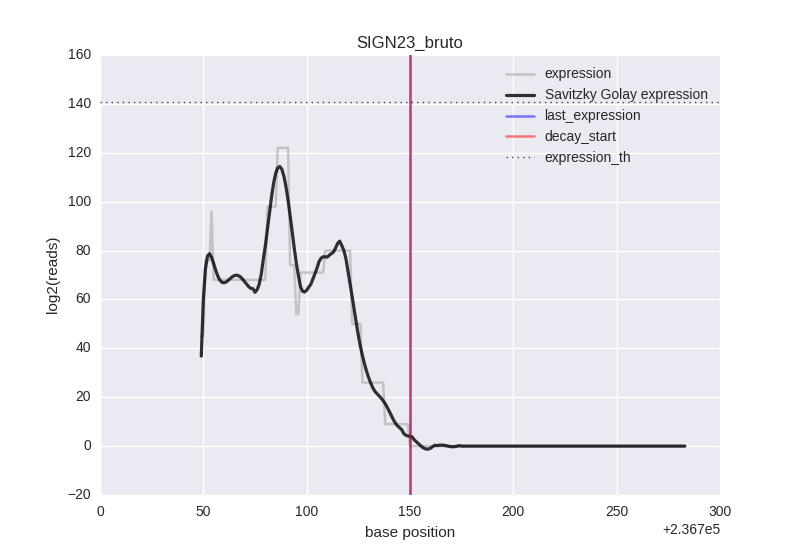 SIGN23_bruto
160
140
120
100
80
60
40
20
0
−20
log2(reads)
expression
Savitzky Golay expression
last_expression
decay_start
expression_th
0
50
100
150
200
250
300
base position
+2.367e5